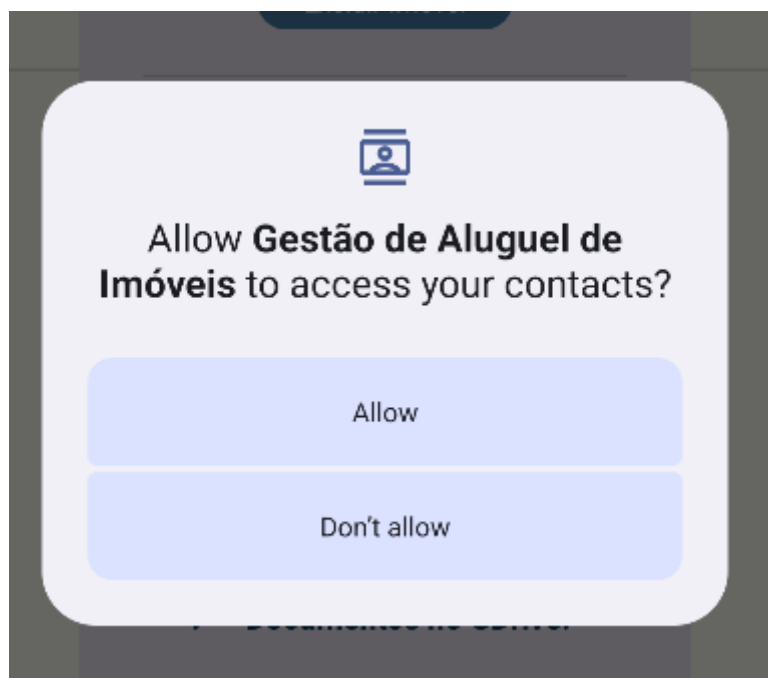 Allow Gestão de Aluguel de
Imóveis to access your contacts?
Allow
Don't allow